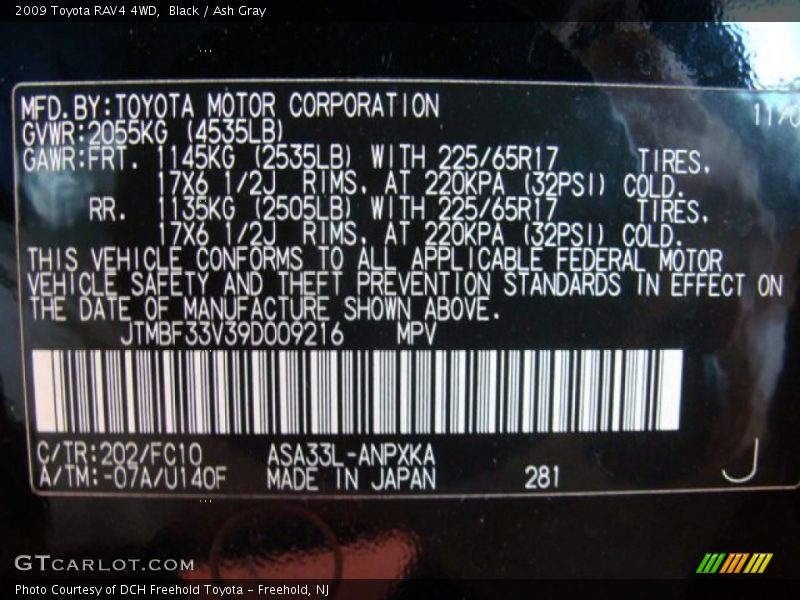 2009 Toyota RAV4 4WD, Black / Ash Gray
MFD.BY:TOYOTA MOTOR CORPORATION 11/0
GVWR:2055KG (4535LB)
GAWR:FRT. 1145KG (2535LB) WITH 225/65R17 TIRES,
17X6 1/2J RIMS, AT 220KPA (32PSI) COLD.
RR. 1135KG (2505LB) WITH 225/65R17 TIRES,
17X6 1/2J RIMS, AT 220KPA (32PSI) COLD.
THIS VEHICLE CONFORMS TO ALL APPLICABLE FEDERAL MOTOR
VEHICLE SAFETY AND THEFT PREVENTION STANDARDS IN EFFECT ON
THE DATE OF MANUFACTURE SHOWN ABOVE.
JTMBF33V39D009216 MPV
C/TR:202/FC10 ASA33L-ANPXKA
A/TM:-07A/U140F MADE IN JAPAN 281 J
GTCARLOT.COM
Photo Courtesy of DCH Freehold Toyota - Freehold, NJ